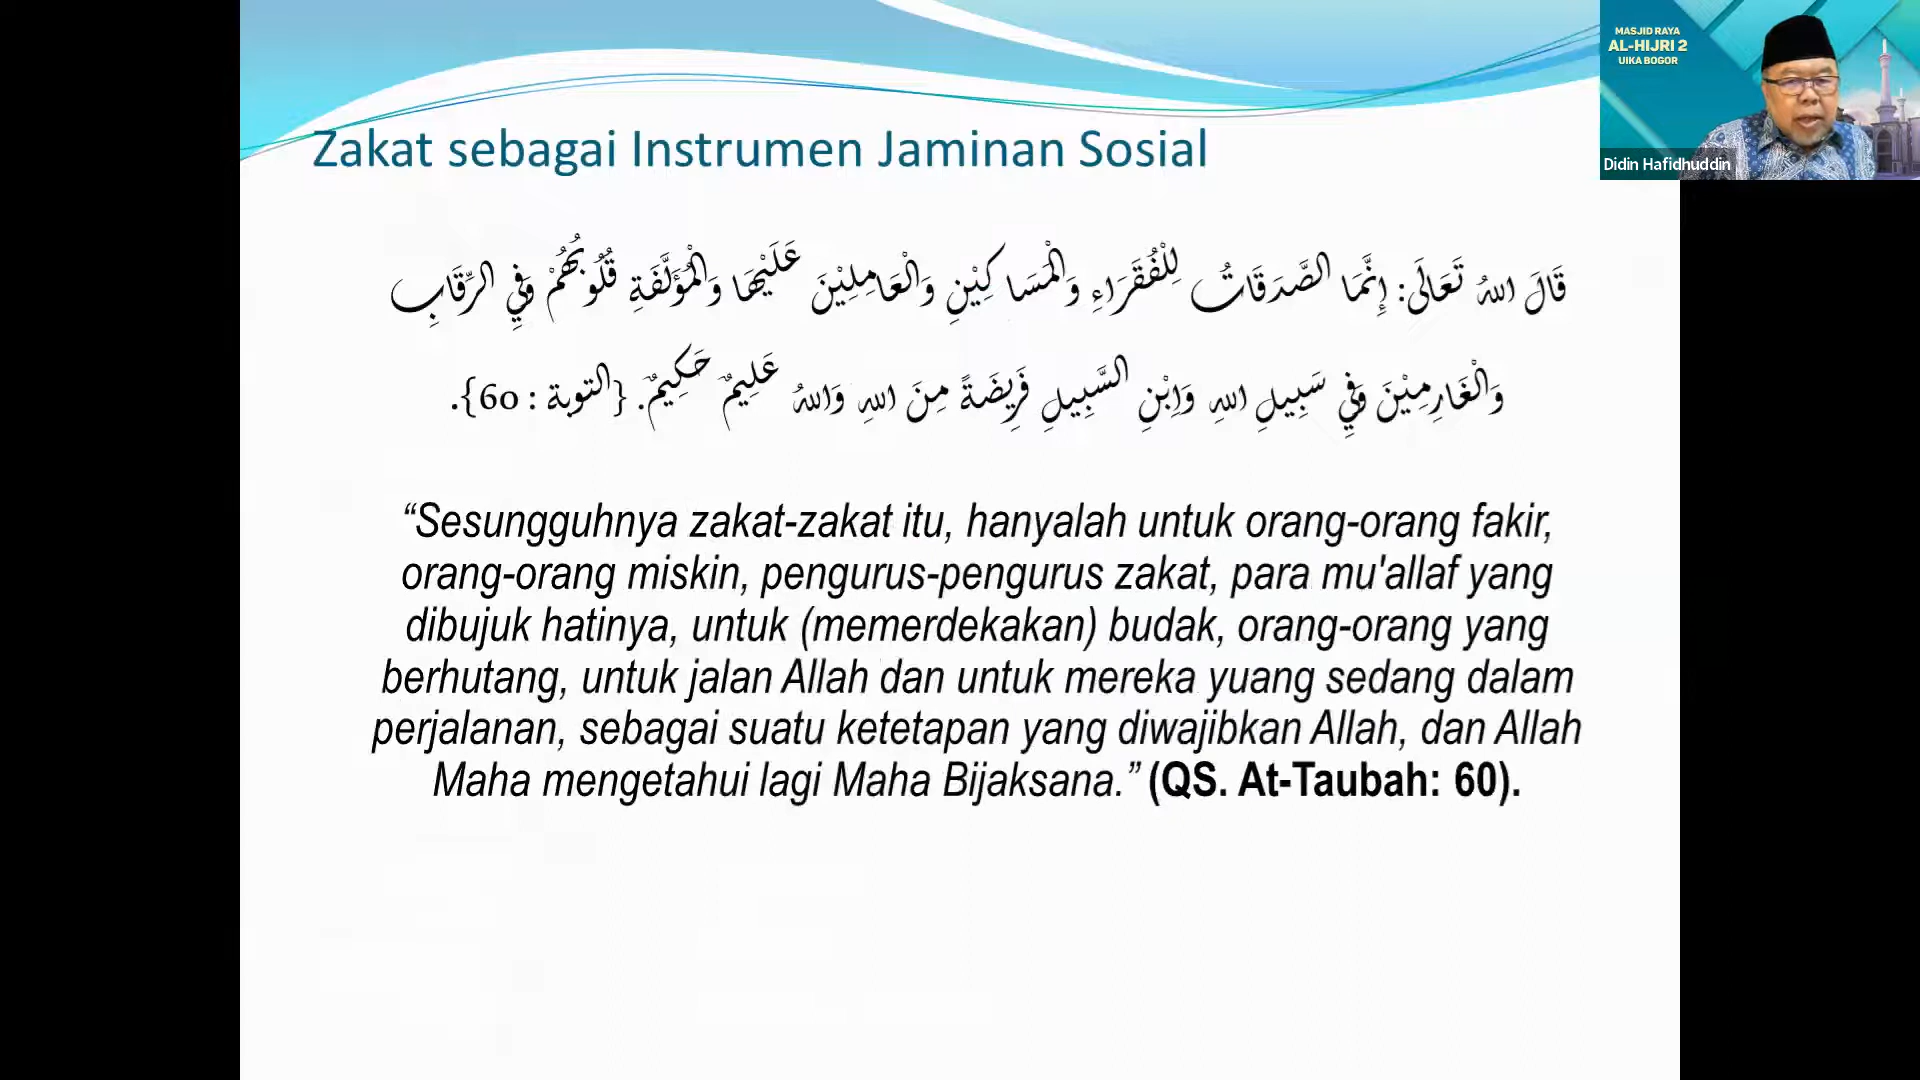 MASJID RAYA
AL-HIJRI 2
UIKA BOGOR
Didin Hafidhuddin
Zakat sebagai Instrumen Jaminan Sosial
قَالَ اللهُ تَعَالَى: إِنَّمَا الصَّدَقَاتُ لِلْفُقَرَاءِ وَالْمَسَاكِيْنِ وَالْعَامِلِيْنَ عَلَيْهَا وَالْمُؤَلَّفَةِ قُلُوبُهُمْ وَفِي الرِّقَابِ
وَالْغَارِمِيْنَ وَفِي سَبِيلِ اللهِ وَاِبْنِ السَّبِيلِ فَرِيضَةً مِنَ اللهِ وَاللهُ عَلِيمٌ حَكِيمٌ. {التوبة : 60}.
“Sesungguhnya zakat-zakat itu, hanyalah untuk orang-orang fakir,
orang-orang miskin, pengurus-pengurus zakat, para mu'allaf yang
dibujuk hatinya, untuk (memerdekakan) budak, orang-orang yang
berhutang, untuk jalan Allah dan untuk mereka yuang sedang dalam
perjalanan, sebagai suatu ketetapan yang diwajibkan Allah, dan Allah
Maha mengetahui lagi Maha Bijaksana.” (QS. At-Taubah: 60).